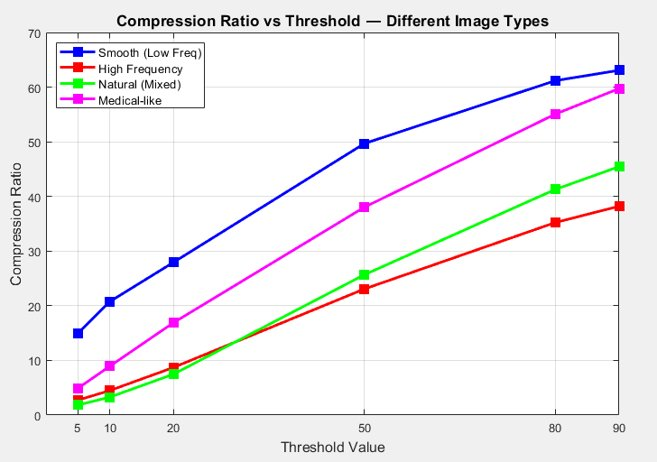 Compression Ratio vs Threshold — Different Image Types
Smooth (Low Freq)
High Frequency
Natural (Mixed)
Medical-like
Compression Ratio
70
60
50
40
30
20
10
0
5 10 20 50 80 90
Threshold Value